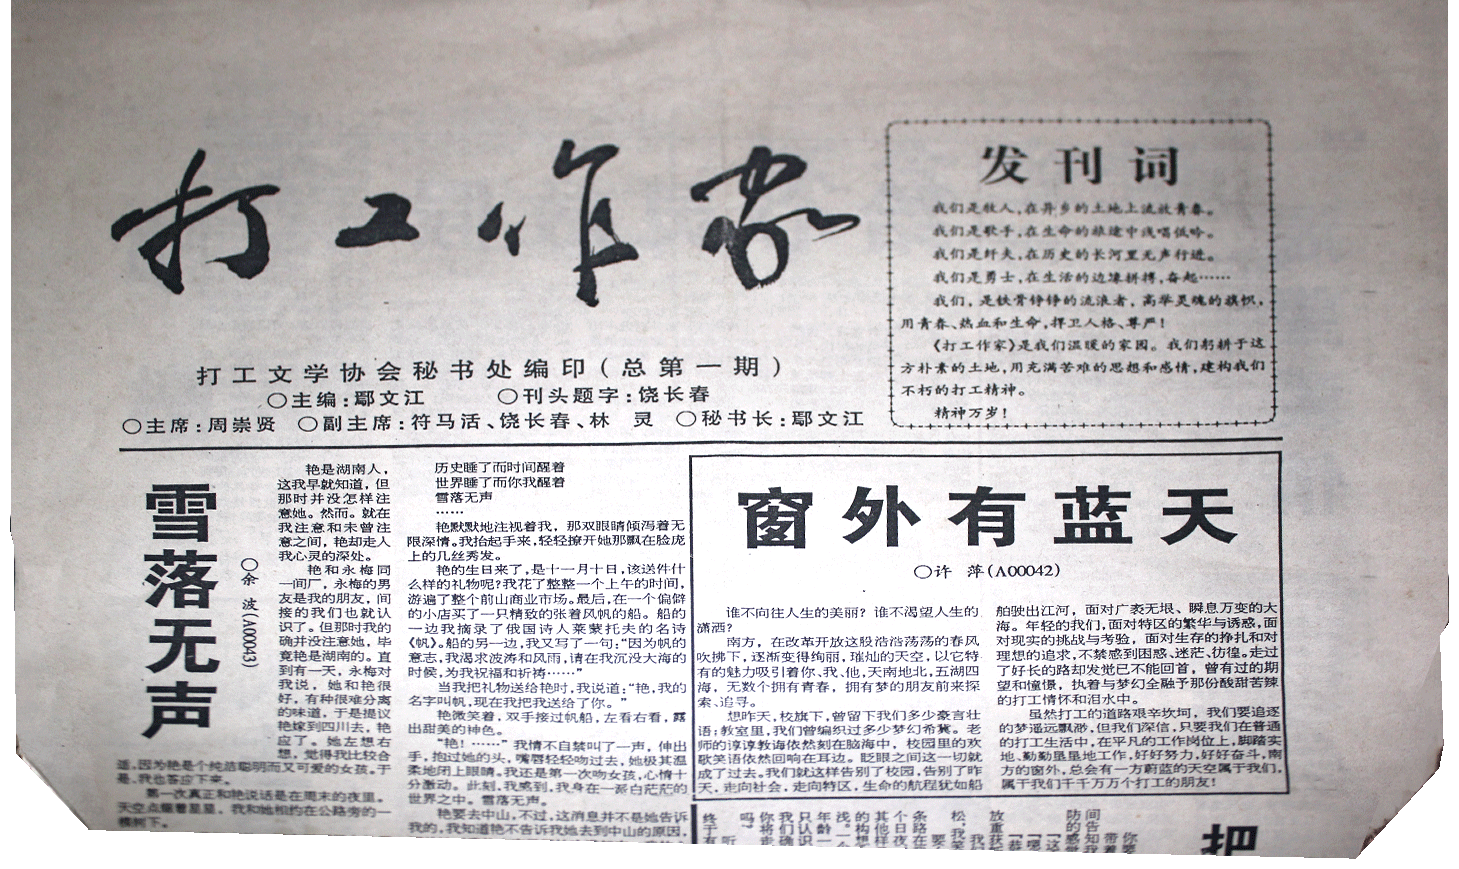 打工作家
打工文学协会秘书处编印(总第一期)
○主编:鄢文江 ○刊头题字:饶长春
○主席:周崇贤 ○副主席:符马活、饶长春、林 灵 ○秘书长:鄢文江
发刊词
我们是牧人,在异乡的土地上流放青春。
我们是歌手,在生命的旅途中浅唱低吟。
我们是纤夫,在历史的长河里无声行进。
我们是勇士,在生活的边缘拼搏,奋起……
我们,是铁骨铮铮的流浪者,高举灵魂的旗帜,
用青春、热血和生命,捍卫人格、尊严!
《打工作家》是我们温暖的家园。我们躬耕于这
方朴素的土地,用充满苦难的思想和感情,建构我们
不朽的打工精神。
精神万岁!
雪落无声
○余 波(A00043)
艳是湖南人,
这我早就知道,但
那时并没怎样注
意她。然而。就在
我注意和未曾注
意之间,艳却走人
我心灵的深处。
艳和永梅同
一间厂,永梅的男
友是我的朋友,间
接的我们也就认
识了。但那时我的
确并没注意她,毕
竟艳是湖南的。直
到有一天,永梅对
我说,她和艳很
好,有种很难分离
的味道,于是提议
艳嫁到四川去,艳
应了。她左想右
想,觉得我比较合
适,因为艳是个纯洁聪明而又可爱的女孩,于
是、我也答应下来。
第一次真正和艳说话是在周末的夜里。
天空点缀着星星,我和她相约在公路旁的一
棵树下。
历史睡了而时间醒着
世界睡了而你我醒着
雪落无声
……
艳默默地注视着我,那双眼睛倾泻着无
限深情。我抬起手来,轻轻撩开她那飘在脸庞
上的几丝秀发。
艳的生日来了,是十一月十日,该送件什
么样的礼物呢?我花了整整一个上午的时间,
游遍了整个前山商业市场。最后,在一个偏僻
的小店买了一只精致的张着风帆的船。船的
一边我摘录了俄国诗人莱蒙托夫的名诗
《帆》。船的另一边,我又写了一句:“因为帆的
意志,我渴求波涛和风雨,请在我沉没大海的
时候,为我祝福和祈祷……”
当我把礼物送给艳时,我说道:“艳,我的
名字叫帆,现在我把我送给了你。”
艳微笑着,双手接过帆船,左看右看,露
出甜美的神色。
“艳!……”我情不自禁叫了一声,伸出
手,抱过她的头,嘴唇轻轻吻过去,她极其温
柔地闭上眼睛。我还是第一次吻女孩,心情十
分激动。此刻,我感到,我身在一派白茫茫的
世界之中。雪落无声。
艳要去中山,不过,这消息并不是她告诉
我的,我知道艳不告诉我她去到中山的原因,
窗外有蓝天
○许 萍(A00042)
谁不向往人生的美丽?谁不渴望人生的
潇洒?
南方,在改革开放这股浩浩荡荡的春风
吹拂下,逐渐变得绚丽,璀灿的天空,以它特
有的魅力吸引着你、我、他,天南地北,五湖四
海,无数个拥有青春,拥有梦的朋友前来探
索、追寻。
想昨天,校旗下,曾留下我们多少豪言壮
语;教室里,我们曾编织过多少梦幻希冀。老
师的谆谆教诲依然刻在脑海中,校园里的欢
歌笑语依然回响在耳边。眨眼之间这一切就
成了过去。我们就这样告别了校园,告别了昨
天,走向社会,走向特区,生命的航程犹如船
舶驶出江河,面对广袤无垠、瞬息万变的大
海。年轻的我们,面对特区的繁华与诱惑,面
对现实的挑战与考验,面对生存的挣扎和对
理想的追求,不禁感到困惑、迷茫、彷徨。走过
了好长的路却发觉已不能回首,曾有过的期
望和憧憬,执着与梦幻全融予那份酸甜苦辣
的打工情怀和泪水中。
虽然打工的道路艰辛坎坷,我们要追逐
的梦遥远飘渺,但我们深信,只要我们在普通
的打工生活中,在平凡的工作岗位上,脚踏实
地、勤勤垦垦地工作,好好努力,好好奋斗,南
方的窗外,总会有一方蔚蓝的天空属于我们,
属于我们千千万万个打工的朋友!
把